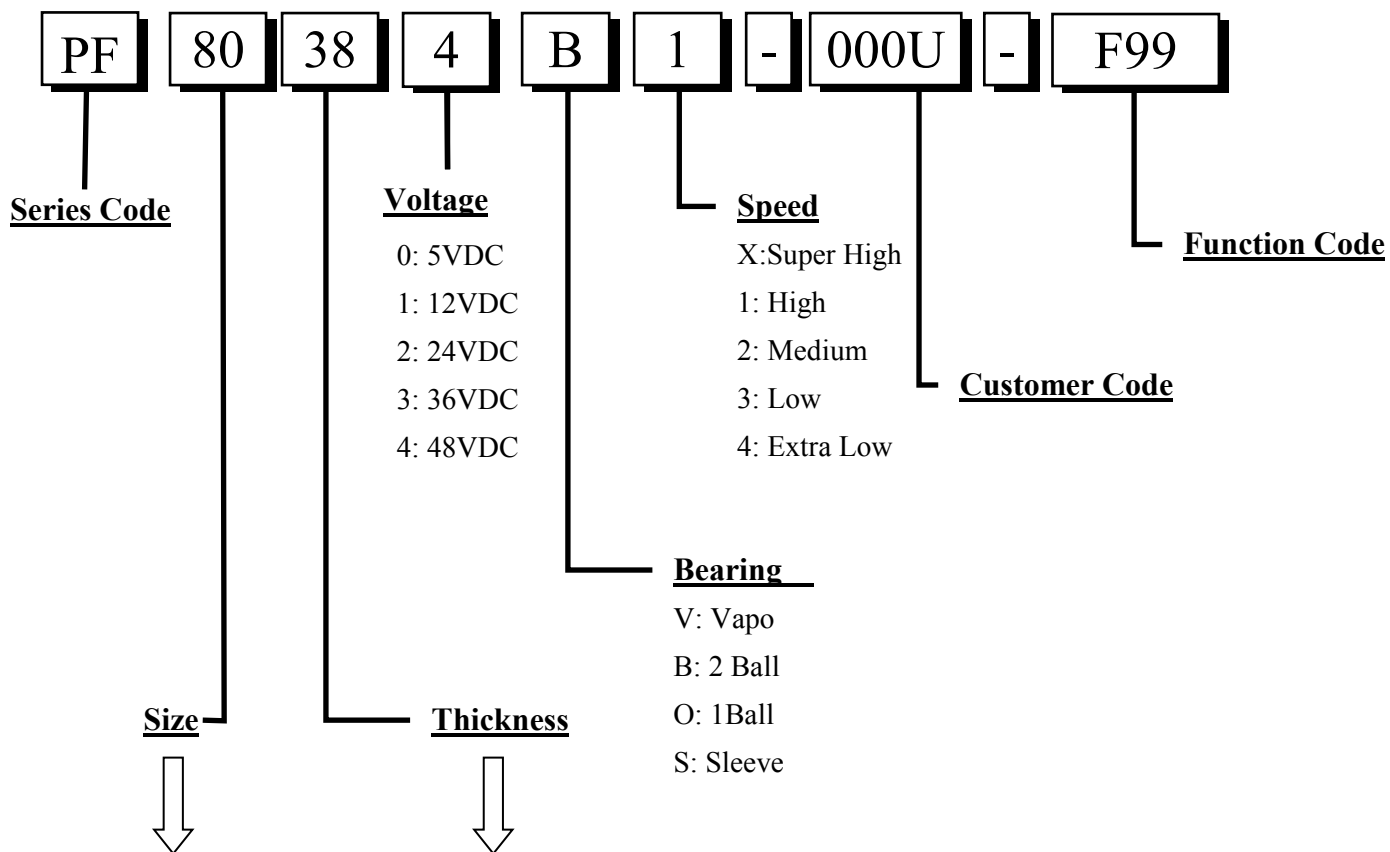 PF 80 38 4 B 1 - 000U - F99
Series Code
Voltage
0: 5VDC
1: 12VDC
2: 24VDC
3: 36VDC
4: 48VDC
Speed
X:Super High
1: High
2: Medium
3: Low
4: Extra Low
Function Code
Customer Code
Bearing
V: Vapo
B: 2 Ball
O: 1Ball
S: Sleeve
Size
Thickness